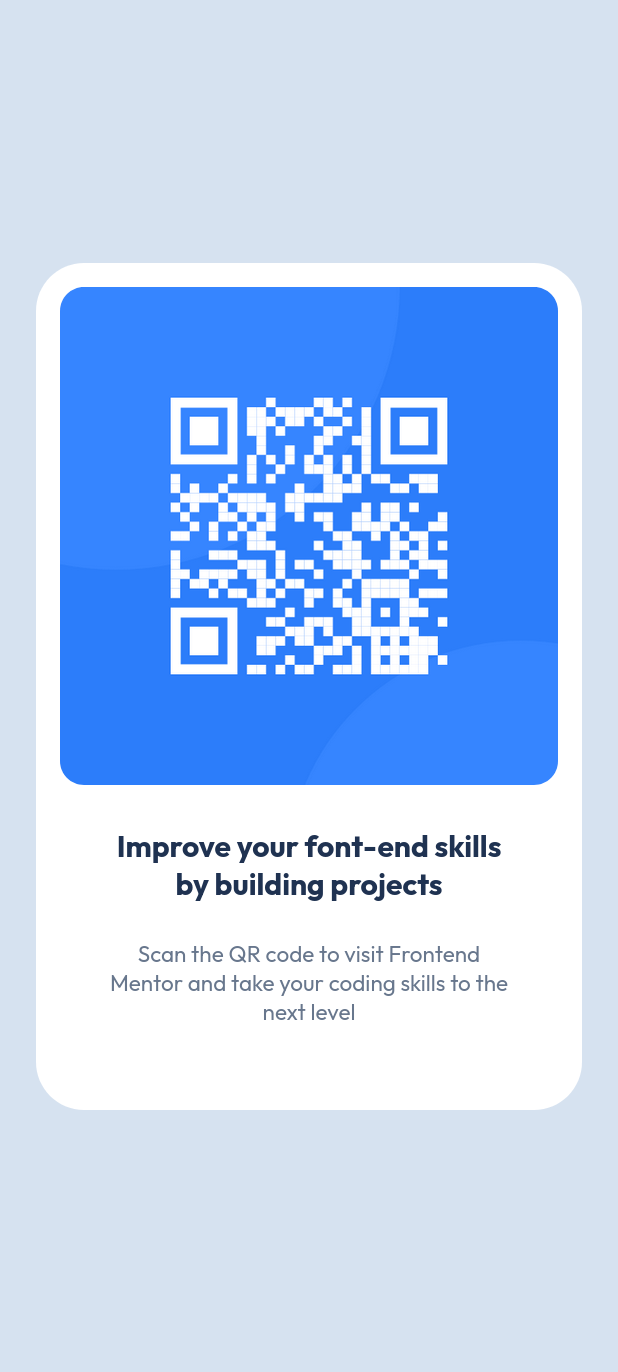 Improve your font-end skills
by building projects
Scan the QR code to visit Frontend
Mentor and take your coding skills to the
next level